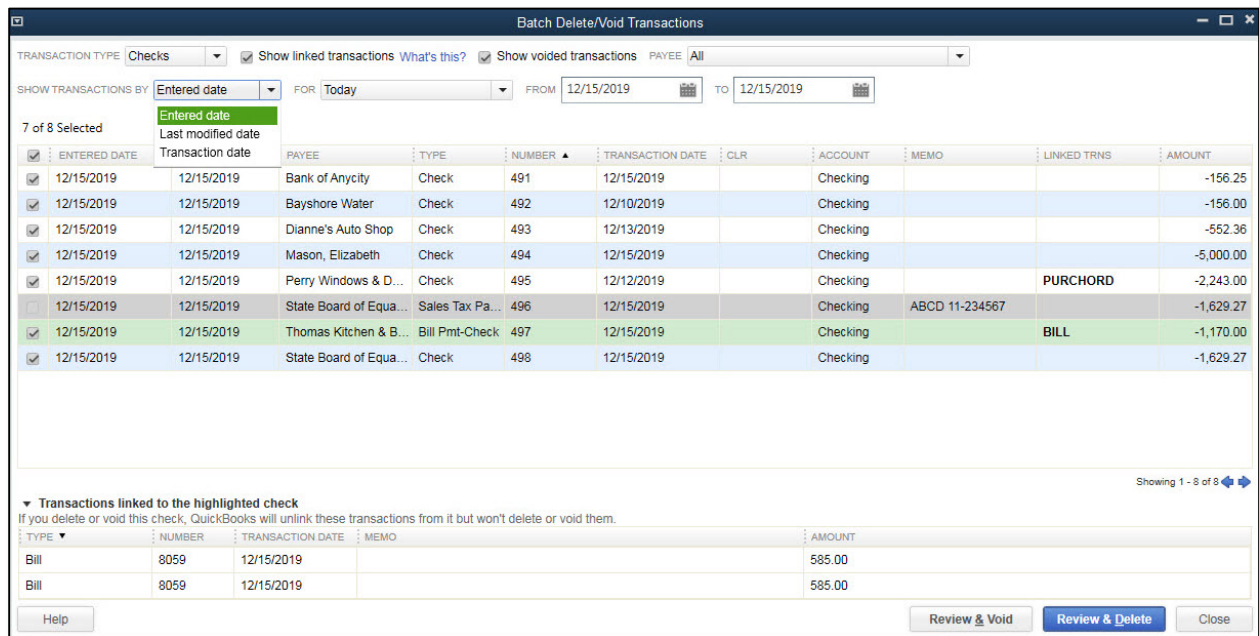 Batch Delete/Void Transactions
TRANSACTION TYPE Checks Show linked transactions What's this? Show voided transactions PAYEE All
SHOW TRANSACTIONS BY Entered date FOR Today FROM 12/15/2019 TO 12/15/2019
Entered date
Last modified date
Transaction date
7 of 8 Selected
ENTERED DATE PAYEE TYPE NUMBER TRANSACTION DATE CLR ACCOUNT MEMO LINKED TRNS AMOUNT
12/15/2019 12/15/2019 Bank of Anycity Check 491 12/15/2019 Checking -156.25
12/15/2019 12/15/2019 Bayshore Water Check 492 12/10/2019 Checking -156.00
12/15/2019 12/15/2019 Dianne's Auto Shop Check 493 12/13/2019 Checking -552.36
12/15/2019 12/15/2019 Mason, Elizabeth Check 494 12/15/2019 Checking -5,000.00
12/15/2019 12/15/2019 Perry Windows & D... Check 495 12/12/2019 Checking PURCHORD -2,243.00
12/15/2019 12/15/2019 State Board of Equa... Sales Tax Pa... 496 12/15/2019 Checking ABCD 11-234567 -1,629.27
12/15/2019 12/15/2019 Thomas Kitchen & B... Bill Pmt-Check 497 12/15/2019 Checking BILL -1,170.00
12/15/2019 12/15/2019 State Board of Equa... Check 498 12/15/2019 Checking -1,629.27
Showing 1 - 8 of 8
Transactions linked to the highlighted check
If you delete or void this check, QuickBooks will unlink these transactions from it but won't delete or void them.
TYPE NUMBER TRANSACTION DATE MEMO AMOUNT
Bill 8059 12/15/2019 585.00
Bill 8059 12/15/2019 585.00
Help Review & Void Review & Delete Close